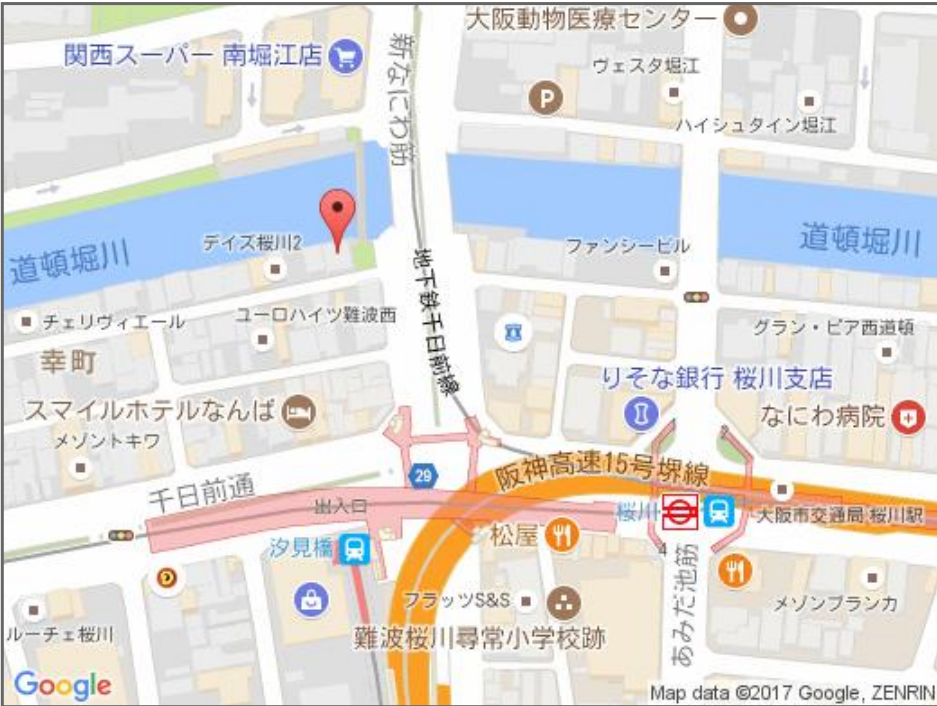 大阪動物医療センター
関西スーパー 南堀江店
新なにわ筋
ヴェスタ堀江
P
ハイシュタイン堀江
デイズ桜川2
道頓堀川
ファンシービル
道頓堀川
地下鉄千日前線
チェリヴィエール
ユーロハイツ難波西
グラン・ピア西道頓
幸町
りそな銀行 桜川支店
スマイルホテルなんば
なにわ病院
メゾントキワ
29
阪神高速15号堺線
千日前通
出入口
桜川
大阪市交通局 桜川駅
汐見橋
松屋
4
あみだ池筋
フラッツS&S
メゾンブランカ
ルーチェ桜川
難波桜川尋常小学校跡
Google
Map data ©2017 Google, ZENRIN